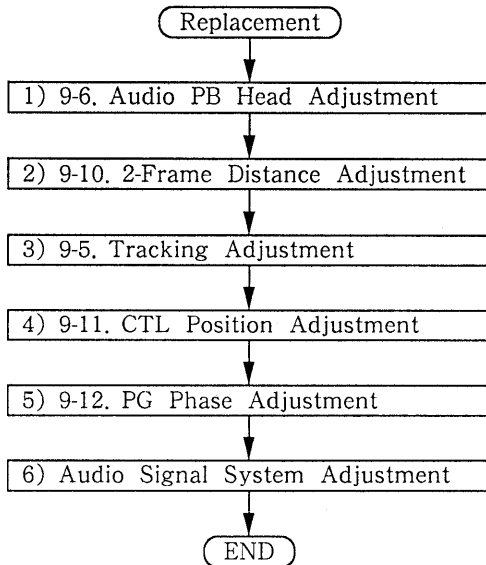 Replacement
1) 9-6. Audio PB Head Adjustment
2) 9-10. 2-Frame Distance Adjustment
3) 9-5. Tracking Adjustment
4) 9-11. CTL Position Adjustment
5) 9-12. PG Phase Adjustment
6) Audio Signal System Adjustment
END